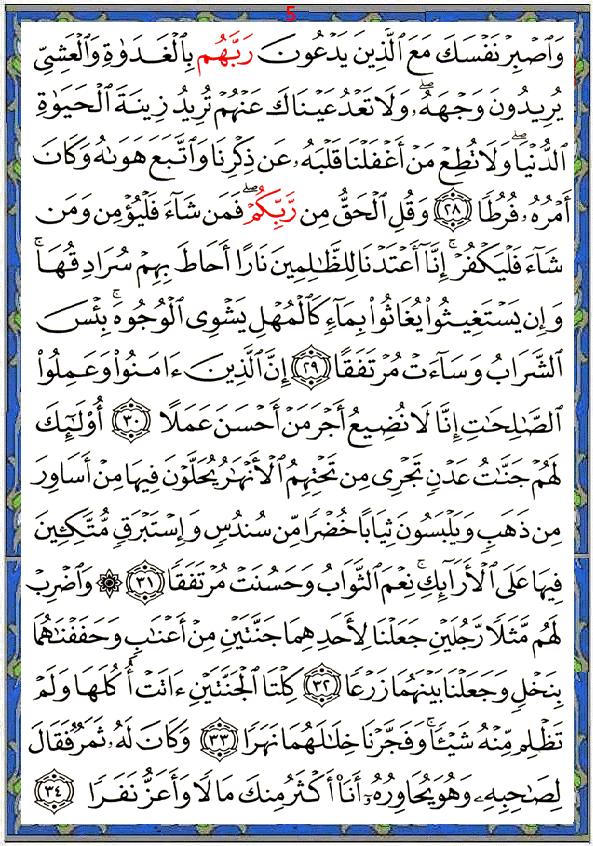 5
وَٱصۡبِرۡ نَفۡسَكَ مَعَ ٱلَّذِينَ يَدۡعُونَ رَبَّهُم بِٱلۡغَدَوٰةِ وَٱلۡعَشِيِّ
يُرِيدُونَ وَجۡهَهُۥۖ وَلَا تَعۡدُ عَيۡنَاكَ عَنۡهُمۡ تُرِيدُ زِينَةَ ٱلۡحَيَوٰةِ
ٱلدُّنۡيَاۖ وَلَا تُطِعۡ مَنۡ أَغۡفَلۡنَا قَلۡبَهُۥ عَن ذِكۡرِنَا وَٱتَّبَعَ هَوَىٰهُ وَكَانَ
أَمۡرُهُۥ فُرُطٗا ٢٨ وَقُلِ ٱلۡحَقُّ مِن رَّبِّكُمۡۖ فَمَن شَآءَ فَلۡيُؤۡمِن وَمَن
شَآءَ فَلۡيَكۡفُرۡۚ إِنَّآ أَعۡتَدۡنَا لِلظَّٰلِمِينَ نَارًا أَحَاطَ بِهِمۡ سُرَادِقُهَاۚ
وَإِن يَسۡتَغِيثُواْ يُغَاثُواْ بِمَآءٖ كَٱلۡمُهۡلِ يَشۡوِي ٱلۡوُجُوهَۚ بِئۡسَ
ٱلشَّرَابُ وَسَآءَتۡ مُرۡتَفَقًا ٢٩ إِنَّ ٱلَّذِينَ ءَامَنُواْ وَعَمِلُواْ
ٱلصَّٰلِحَٰتِ إِنَّا لَا نُضِيعُ أَجۡرَ مَنۡ أَحۡسَنَ عَمَلًا ٣٠ أُوْلَٰٓئِكَ
لَهُمۡ جَنَّٰتُ عَدۡنٖ تَجۡرِي مِن تَحۡتِهِمُ ٱلۡأَنۡهَٰرُ يُحَلَّوۡنَ فِيهَا مِنۡ أَسَاوِرَ
مِن ذَهَبٖ وَيَلۡبَسُونَ ثِيَابًا خُضۡرٗا مِّن سُندُسٖ وَإِسۡتَبۡرَقٖ مُّتَّكِـِٔينَ
فِيهَا عَلَى ٱلۡأَرَآئِكِۚ نِعۡمَ ٱلثَّوَابُ وَحَسُنَتۡ مُرۡتَفَقٗا ٣١ ۞ وَٱضۡرِبۡ
لَهُم مَّثَلٗا رَّجُلَيۡنِ جَعَلۡنَا لِأَحَدِهِمَا جَنَّتَيۡنِ مِنۡ أَعۡنَٰبٖ وَحَفَفۡنَٰهُمَا
بِنَخۡلٖ وَجَعَلۡنَا بَيۡنَهُمَا زَرۡعٗا ٣٢ كِلۡتَا ٱلۡجَنَّتَيۡنِ ءَاتَتۡ أُكُلَهَا وَلَمۡ
تَظۡلِم مِّنۡهُ شَيۡـٔٗاۚ وَفَجَّرۡنَا خِلَٰلَهُمَا نَهَرٗا ٣٣ وَكَانَ لَهُۥ ثَمَرٞ فَقَالَ
لِصَٰحِبِهِۦ وَهُوَ يُحَاوِرُهُۥٓ أَنَا۠ أَكۡثَرُ مِنكَ مَالٗا وَأَعَزُّ نَفَرٗا ٣٤